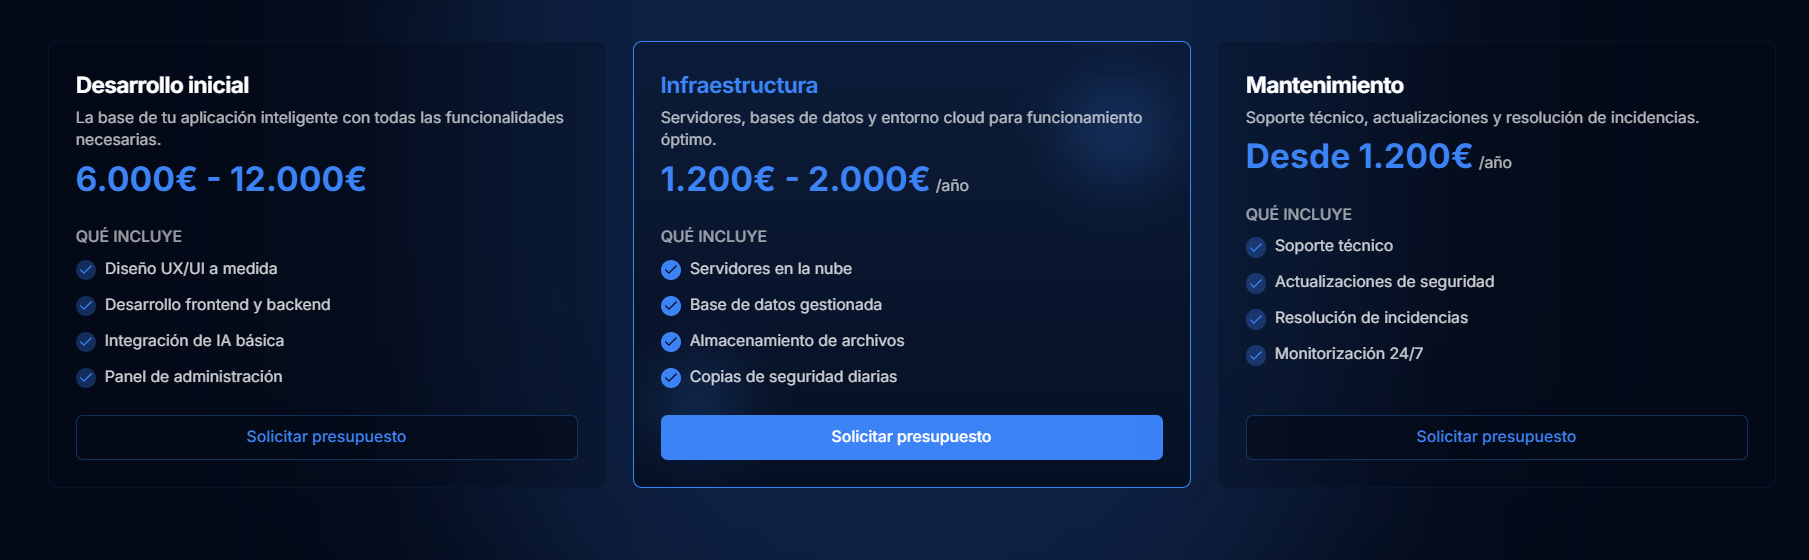 Desarrollo inicial
La base de tu aplicación inteligente con todas las funcionalidades
necesarias.
6.000€ - 12.000€
QUÉ INCLUYE
Diseño UX/UI a medida
Desarrollo frontend y backend
Integración de IA básica
Panel de administración
Solicitar presupuesto
Infraestructura
Servidores, bases de datos y entorno cloud para funcionamiento
óptimo.
1.200€ - 2.000€ /año
QUÉ INCLUYE
Servidores en la nube
Base de datos gestionada
Almacenamiento de archivos
Copias de seguridad diarias
Solicitar presupuesto
Mantenimiento
Soporte técnico, actualizaciones y resolución de incidencias.
Desde 1.200€ /año
QUÉ INCLUYE
Soporte técnico
Actualizaciones de seguridad
Resolución de incidencias
Monitorización 24/7
Solicitar presupuesto